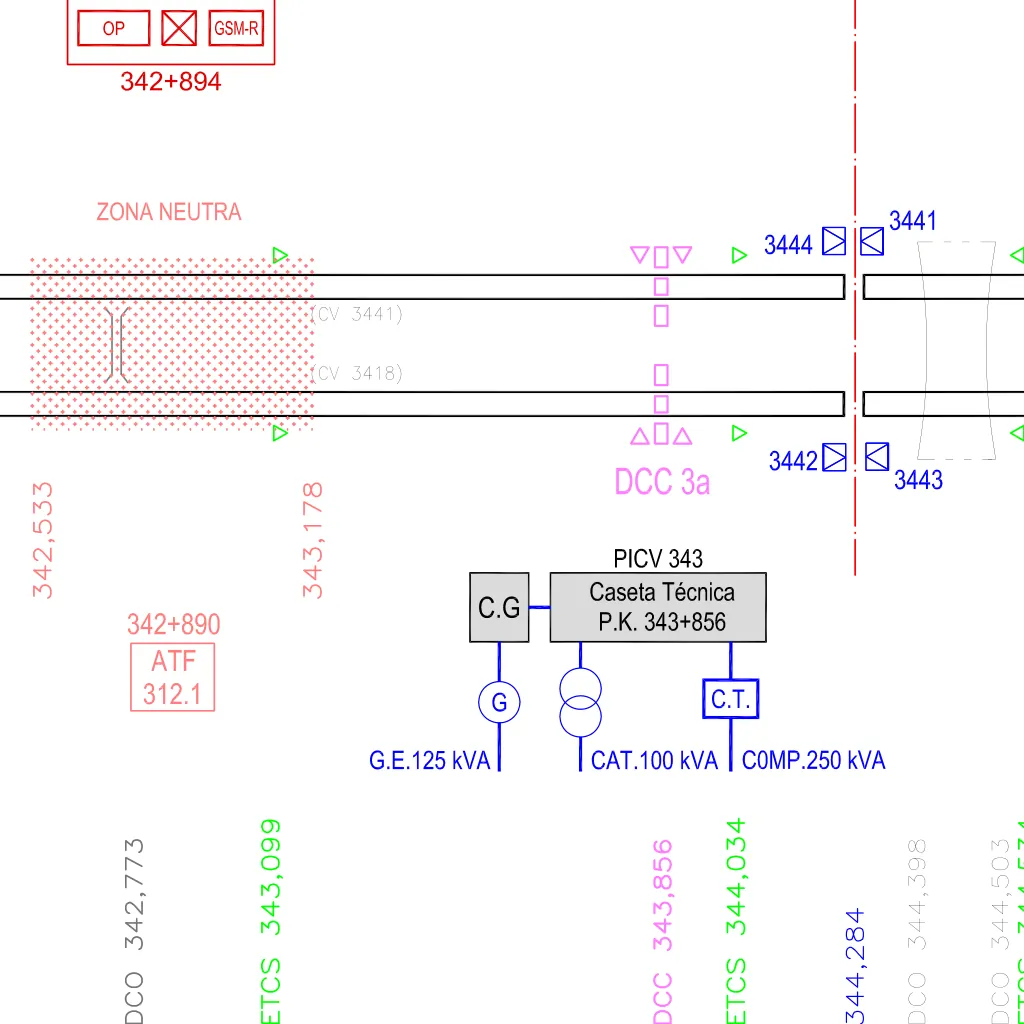 OP
GSM-R
342+894
ZONA NEUTRA
3444
3441
(CV 3441)
(CV 3418)
3442
3443
DCC 3a
342,533
343,178
PICV 343
C.G
Caseta Técnica
P.K. 343+856
342+890
ATF
312.1
G
C.T.
G.E.125 kVA
CAT.100 kVA
C0MP.250 kVA
DCO 342,773
ETCS 343,099
DCC 343,856
ETCS 344,034
344,284
DCO 344,398
DCO 344,503